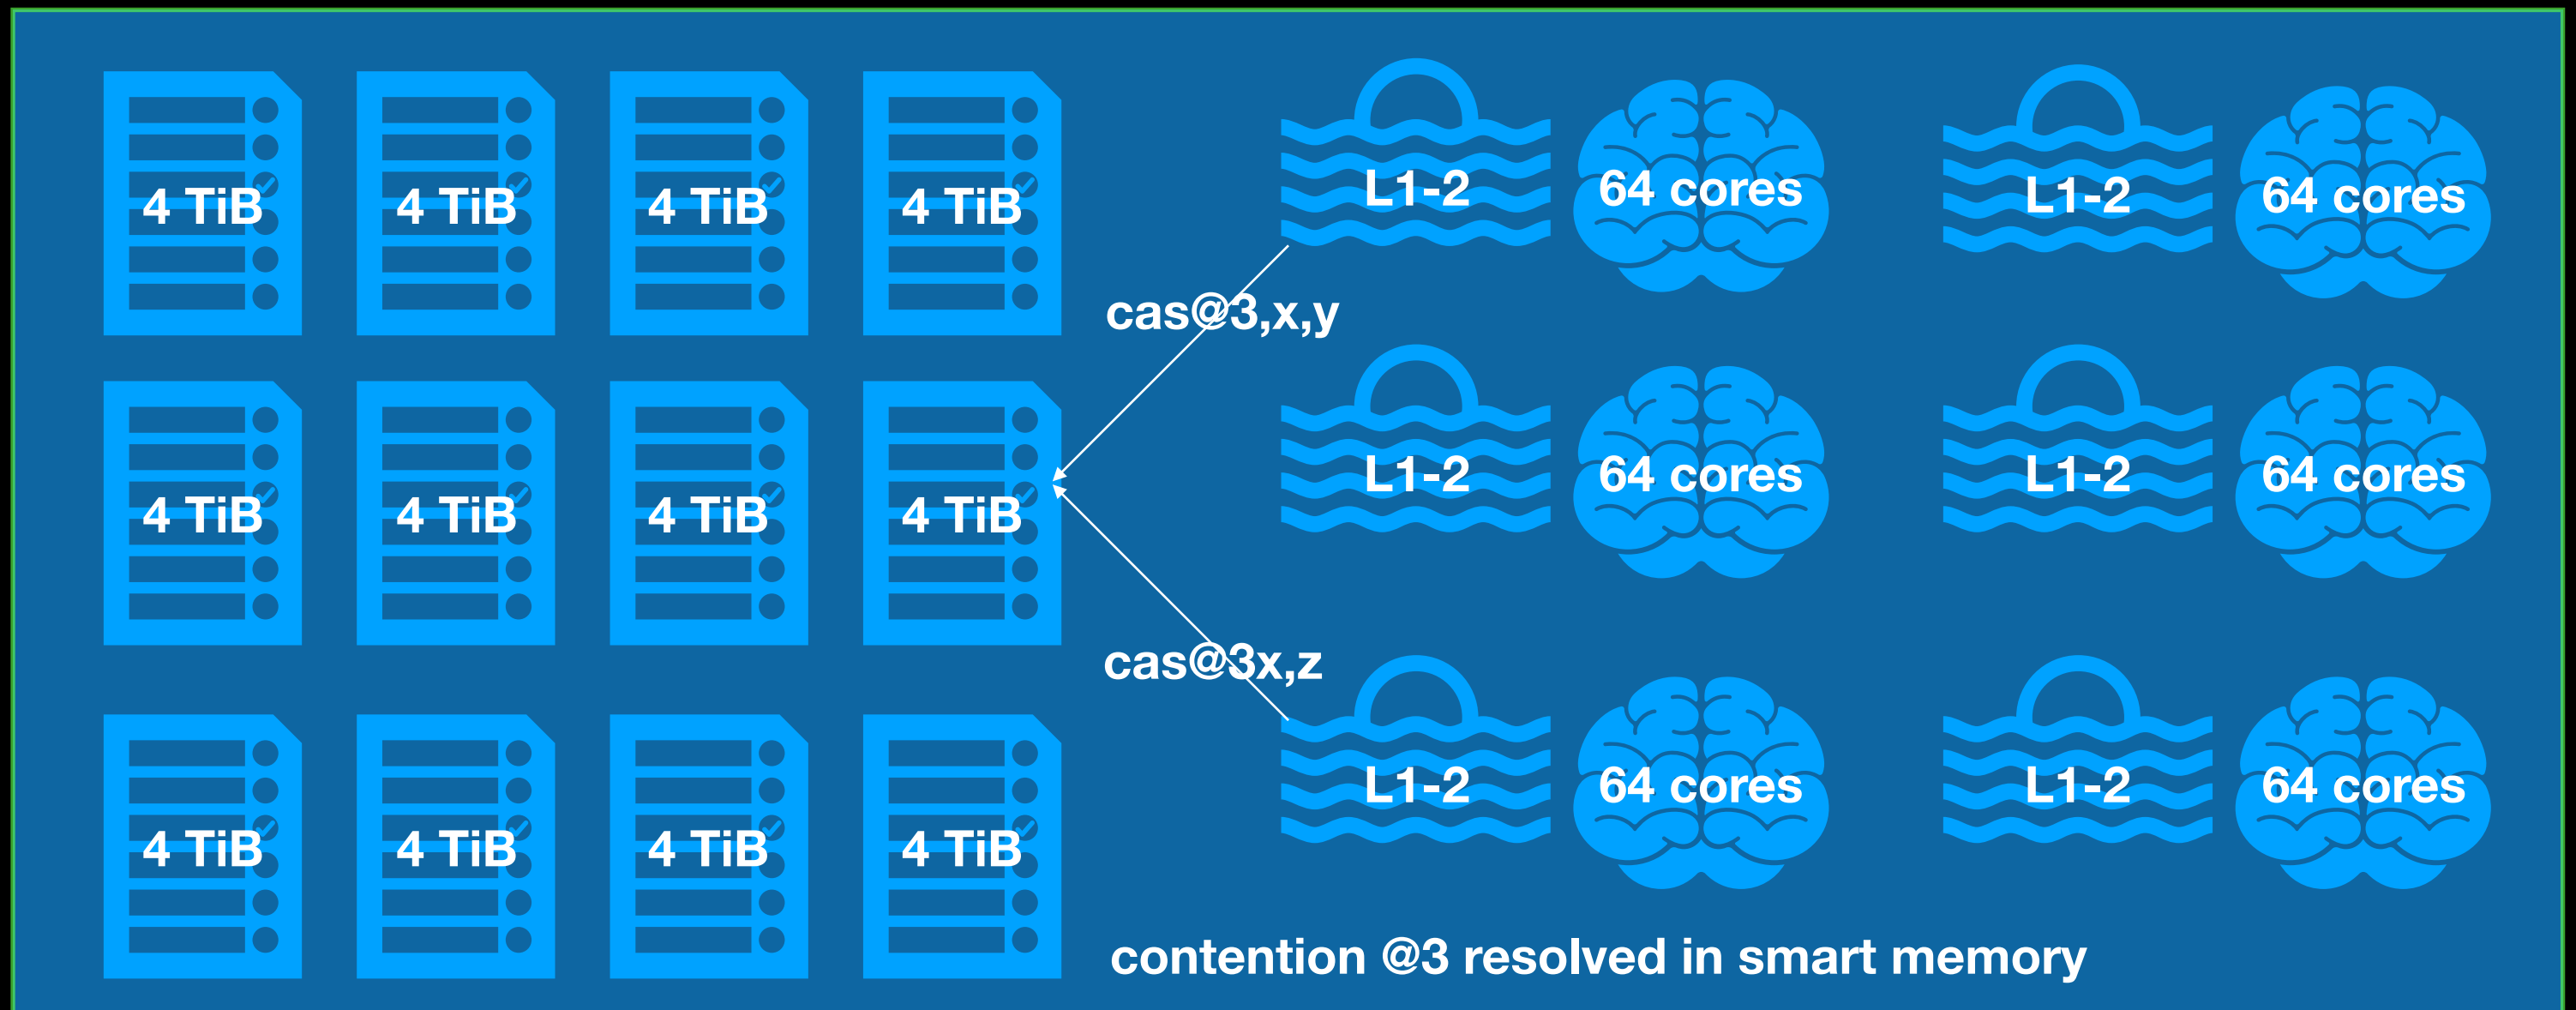 4 TiB 4 TiB 4 TiB 4 TiB L1-2 64 cores L1-2 64 cores
cas@3,x,y
4 TiB 4 TiB 4 TiB 4 TiB L1-2 64 cores L1-2 64 cores
cas@3x,z
4 TiB 4 TiB 4 TiB 4 TiB L1-2 64 cores L1-2 64 cores
contention @3 resolved in smart memory